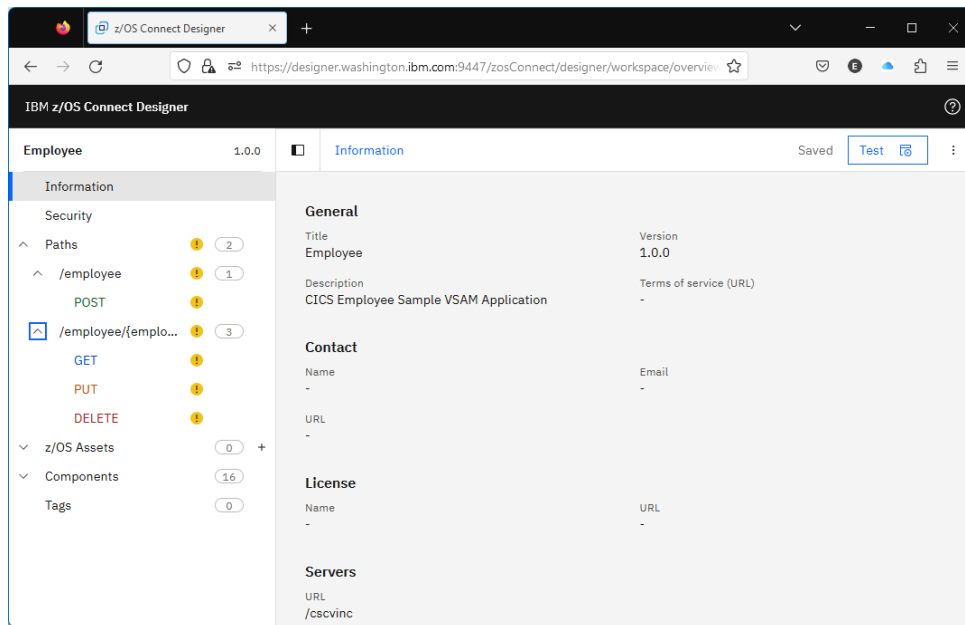 z/OS Connect Designer
https://designer.washington.ibm.com:9447/zosConnect/designer/workspace/overview
E
IBM z/OS Connect Designer
Employee 1.0.0
Information Saved Test
Information
Security
Paths 2
/employee 1
POST
/employee/{emplo... 3
GET
PUT
DELETE
z/OS Assets 0 +
Components 16
Tags 0
General
Title Version
Employee 1.0.0
Description Terms of service (URL)
CICS Employee Sample VSAM Application -
Contact
Name Email
- -
URL
-
License
Name URL
- -
Servers
URL
/cscvinc